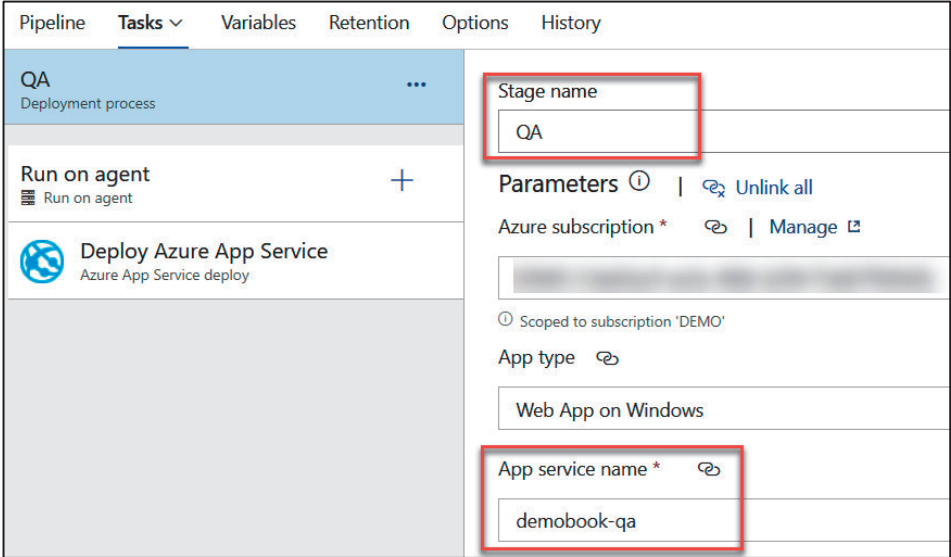 Pipeline Tasks Variables Retention Options History
QA
Deployment process
Run on agent
Run on agent
Deploy Azure App Service
Azure App Service deploy
Stage name
QA
Parameters | Unlink all
Azure subscription * | Manage
Scoped to subscription 'DEMO'
App type
Web App on Windows
App service name *
demobook-qa